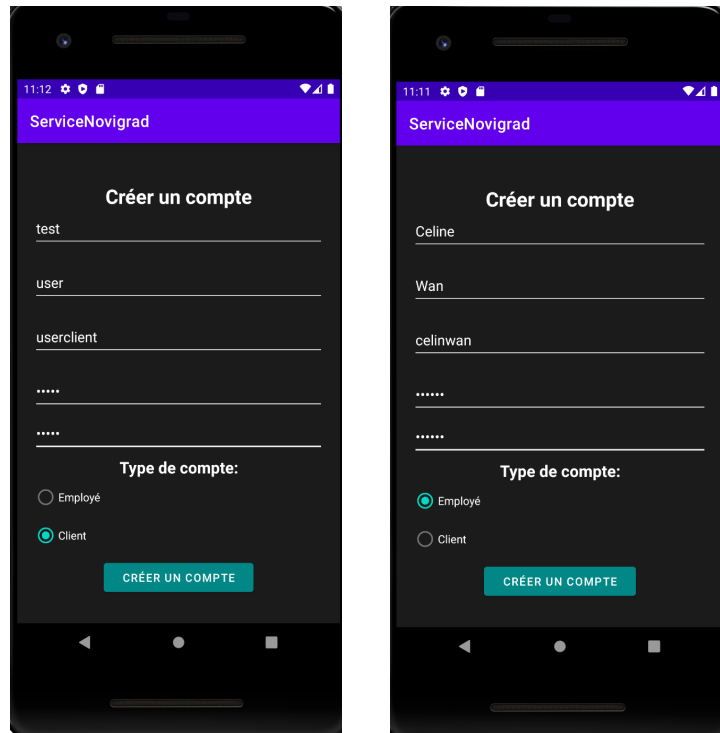 11:12
ServiceNovigrad
Créer un compte
test
user
userclient
•••••
•••••
Type de compte:
Employé
Client
CRÉER UN COMPTE
11:11
ServiceNovigrad
Créer un compte
Celine
Wan
celinwan
••••••
••••••
Type de compte:
Employé
Client
CRÉER UN COMPTE